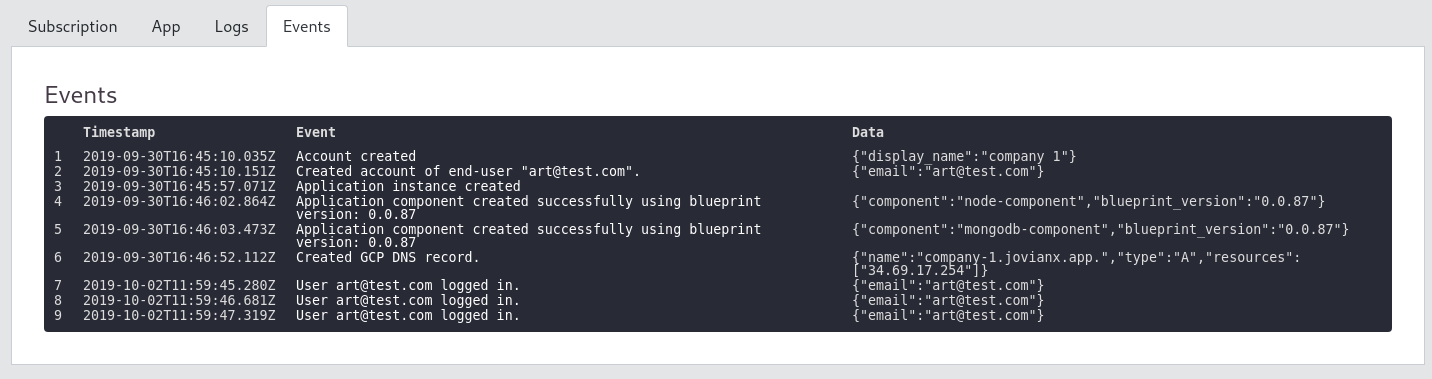 Subscription App Logs Events
Events
Timestamp Event Data
1 2019-09-30T16:45:10.035Z Account created {"display_name":"company 1"}
2 2019-09-30T16:45:10.151Z Created account of end-user "art@test.com". {"email":"art@test.com"}
3 2019-09-30T16:45:57.071Z Application instance created
4 2019-09-30T16:46:02.864Z Application component created successfully using blueprint {"component":"node-component","blueprint_version":"0.0.87"}
version: 0.0.87
5 2019-09-30T16:46:03.473Z Application component created successfully using blueprint {"component":"mongodb-component","blueprint_version":"0.0.87"}
version: 0.0.87
6 2019-09-30T16:46:52.112Z Created GCP DNS record. {"name":"company-1.jovianx.app.","type":"A","resources":
["34.69.17.254"]}
7 2019-10-02T11:59:45.280Z User art@test.com logged in. {"email":"art@test.com"}
8 2019-10-02T11:59:46.681Z User art@test.com logged in. {"email":"art@test.com"}
9 2019-10-02T11:59:47.319Z User art@test.com logged in. {"email":"art@test.com"}